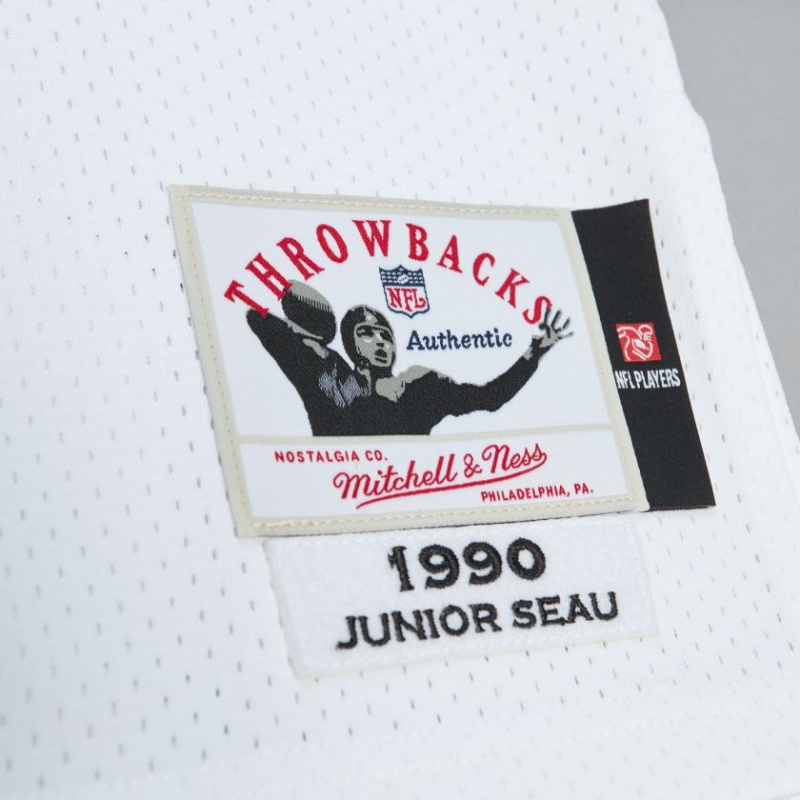 THROWBACKS
NFL
Authentic
NOSTALGIA CO.
Mitchell & Ness
PHILADELPHIA, PA.
NFL PLAYERS
1990
JUNIOR SEAU